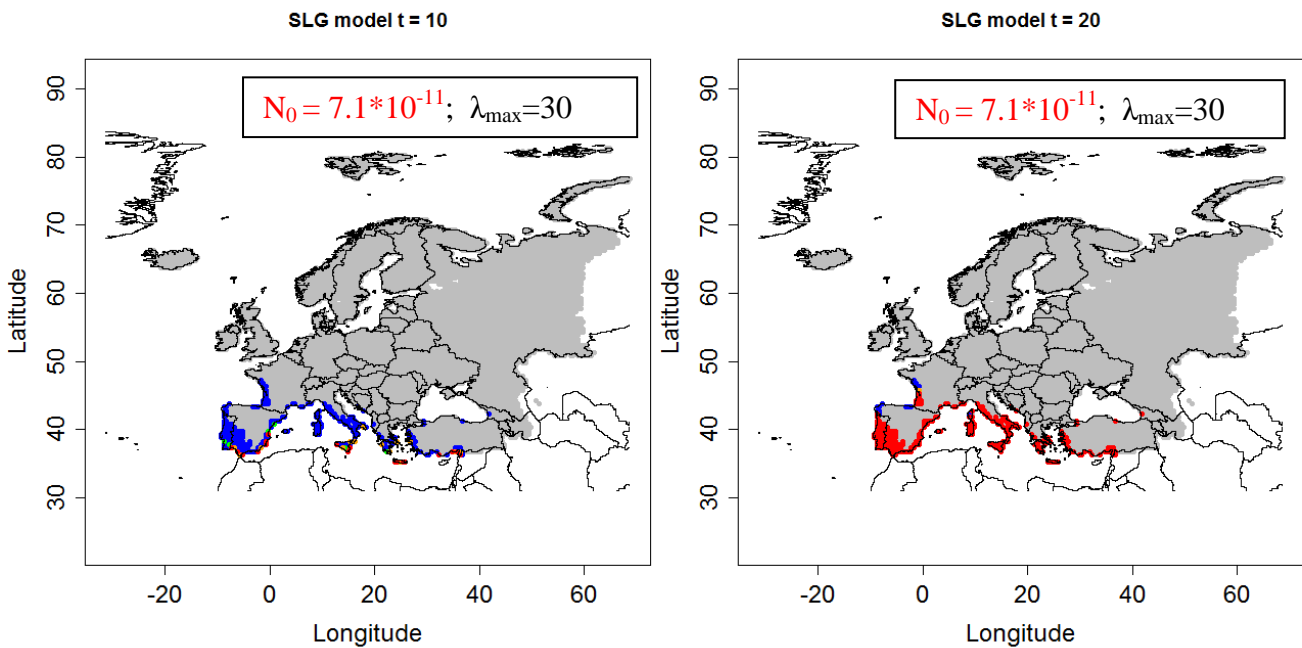 SLG model t = 10
N₀ = 7.1*10⁻¹¹; λmax=30
90
80
70
60
50
40
30
Latitude
-20 0 20 40 60
Longitude
SLG model t = 20
N₀ = 7.1*10⁻¹¹; λmax=30
90
80
70
60
50
40
30
Latitude
-20 0 20 40 60
Longitude